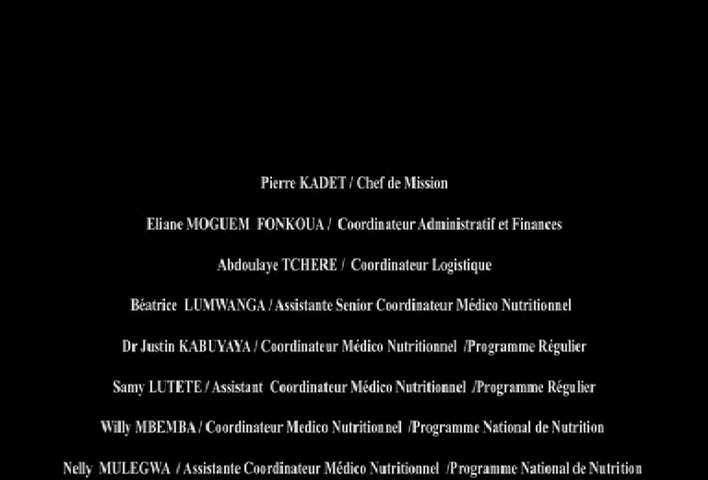 Pierre KADET / Chef de Mission
Eliane MOGUEM FONKOUA / Coordinateur Administratif et Finances
Abdoulaye TCHERE / Coordinateur Logistique
Béatrice LUMWANGA / Assistante Senior Coordinateur Médico Nutritionnel
Dr Justin KABUYAYA / Coordinateur Médico Nutritionnel /Programme Régulier
Samy LUTETE / Assistant Coordinateur Médico Nutritionnel /Programme Régulier
Willy MBEMBA / Coordinateur Medico Nutritionnel /Programme National de Nutrition
Nelly MULEGWA / Assistante Coordinateur Médico Nutritionnel /Programme National de Nutrition